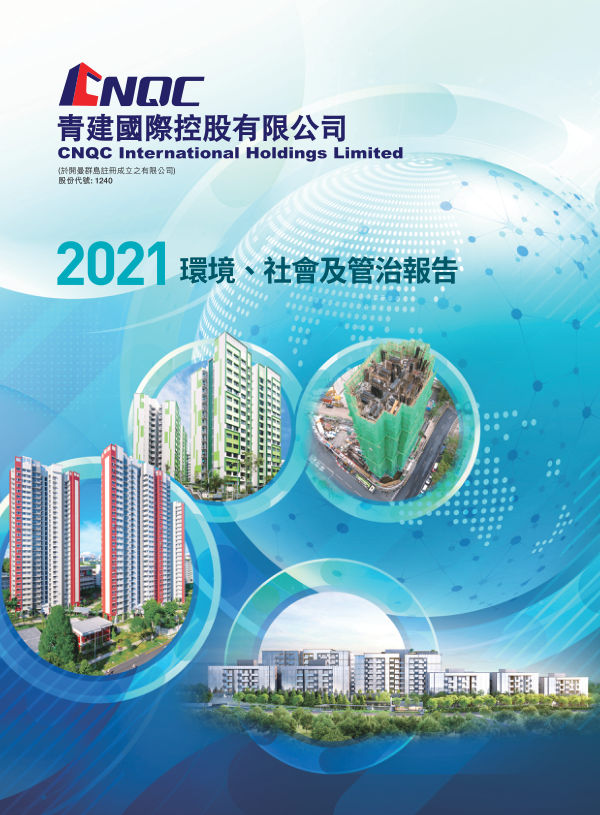 CNQC
青建國際控股有限公司
CNQC International Holdings Limited
(於開曼群島註冊成立之有限公司)
股份代號: 1240
2021 環境、社會及管治報告